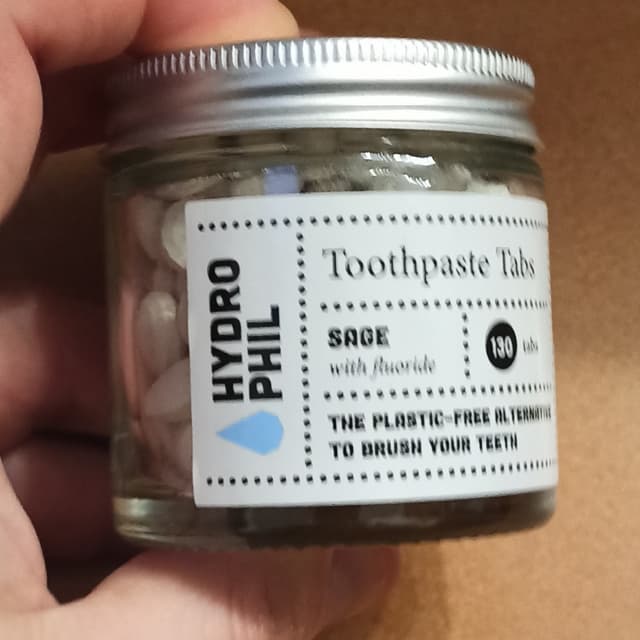 HYDRO
PHIL
Toothpaste Tabs
SAGE
with fluoride
130 tabs
THE PLASTIC-FREE ALTERNATIVE
TO BRUSH YOUR TEETH